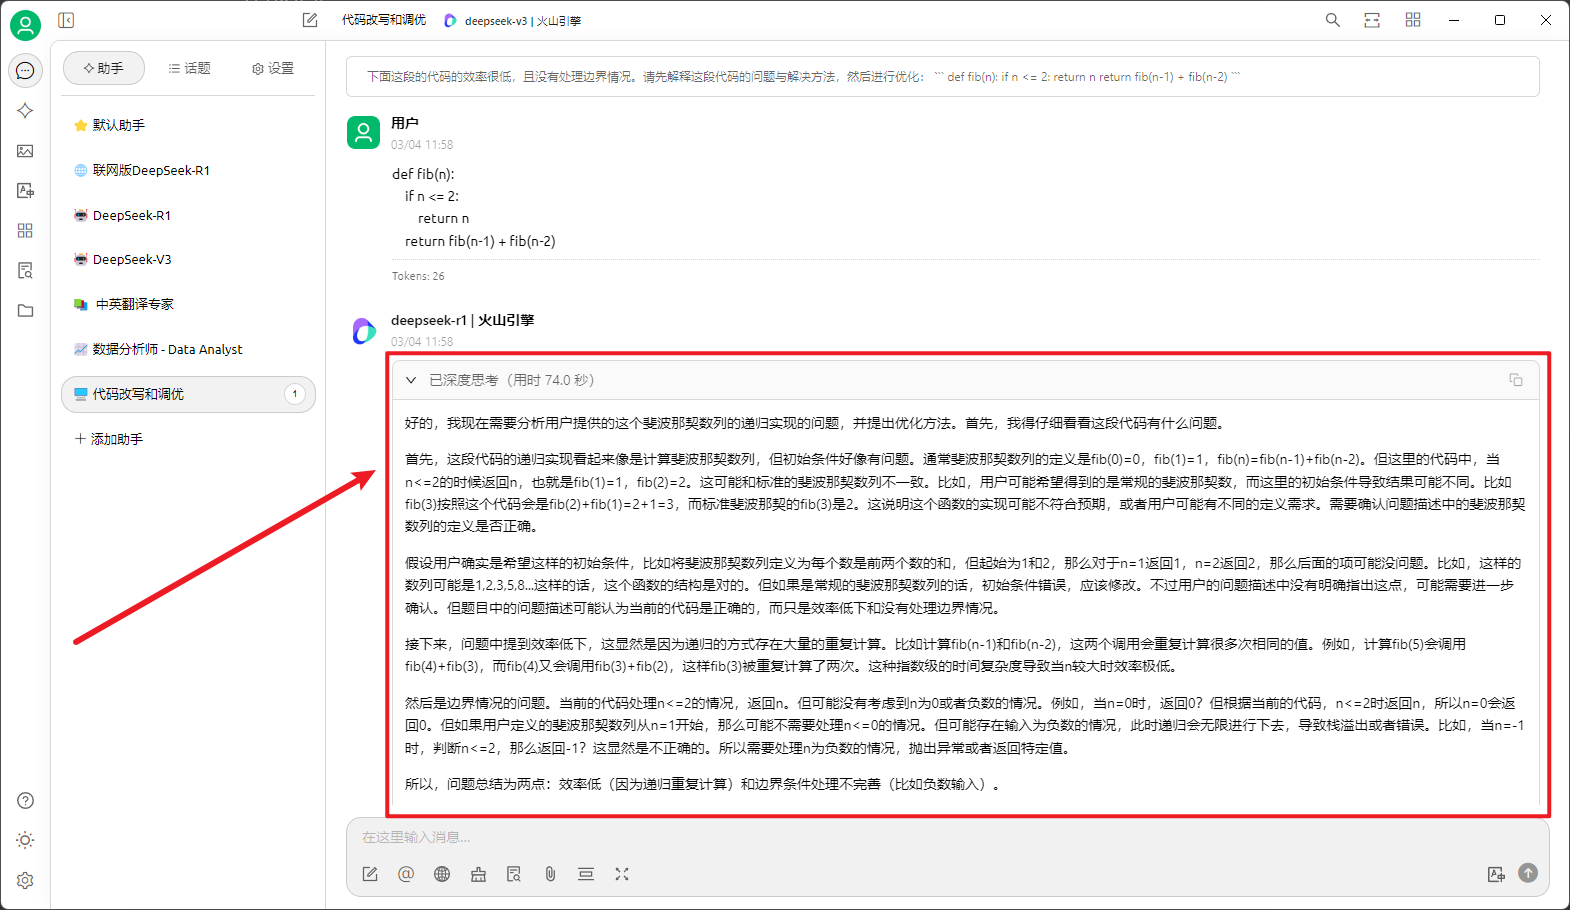 代码改写和调优
deepseek-v3 | 火山引擎
助手
话题
设置
默认助手
联网版DeepSeek-R1
DeepSeek-R1
DeepSeek-V3
中英翻译专家
数据分析师 - Data Analyst
代码改写和调优
1
添加助手
下面这段的代码的效率很低，且没有处理边界情况。请先解释这段代码的问题与解决方法，然后进行优化： ``` def fib(n): if n <= 2: return n return fib(n-1) + fib(n-2) ```
用户
03/04 11:58
def fib(n):
if n <= 2:
return n
return fib(n-1) + fib(n-2)
Tokens: 26
deepseek-r1 | 火山引擎
03/04 11:58
已深度思考（用时 74.0 秒）
好的，我现在需要分析用户提供的这个斐波那契数列的递归实现的问题，并提出优化方法。首先，我得仔细看看这段代码有什么问题。
首先，这段代码的递归实现看起来像是计算斐波那契数列，但初始条件好像有问题。通常斐波那契数列的定义是fib(0)=0，fib(1)=1，fib(n)=fib(n-1)+fib(n-2)。但这里的代码中，当
n<=2的时候返回n，也就是fib(1)=1，fib(2)=2。这可能和标准的斐波那契数列不一致。比如，用户可能希望得到的是常规的斐波那契数，而这里的初始条件导致结果可能不同。比如
fib(3)按照这个代码会是fib(2)+fib(1)=2+1=3，而标准斐波那契的fib(3)是2。这说明这个函数的实现可能不符合预期，或者用户可能有不同的定义需求。需要确认问题描述中的斐波那契
数列的定义是否正确。
假设用户确实是希望这样的初始条件，比如将斐波那契数列定义为每个数是前两个数的和，但起始为1和2，那么对于n=1返回1，n=2返回2，那么后面的项可能没问题。比如，这样的
数列可能是1,2,3,5,8...这样的话，这个函数的结构是对的。但如果是常规的斐波那契数列的话，初始条件错误，应该修改。不过用户的问题描述中没有明确指出这点，可能需要进一步
确认。但题目中的问题描述可能认为当前的代码是正确的，而只是效率低下和没有处理边界情况。
接下来，问题中提到效率低下，这显然是因为递归的方式存在大量的重复计算。比如计算fib(n-1)和fib(n-2)，这两个调用会重复计算很多次相同的值。例如，计算fib(5)会调用
fib(4)+fib(3)，而fib(4)又会调用fib(3)+fib(2)，这样fib(3)被重复计算了两次。这种指数级的时间复杂度导致当n较大时效率极低。
然后是边界情况的问题。当前的代码处理n<=2的情况，返回n。但可能没有考虑到n为0或者负数的情况。例如，当n=0时，返回0？但根据当前的代码，n<=2时返回n，所以n=0会返
回0。但如果用户定义的斐波那契数列从n=1开始，那么可能不需要处理n<=0的情况。但可能存在输入为负数的情况，此时递归会无限进行下去，导致栈溢出或者错误。比如，当n=-1
时，判断n<=2，那么返回-1？这显然是不正确的。所以需要处理n为负数的情况，抛出异常或者返回特定值。
所以，问题总结为两点：效率低（因为递归重复计算）和边界条件处理不完善（比如负数输入）。
在这里输入消息...